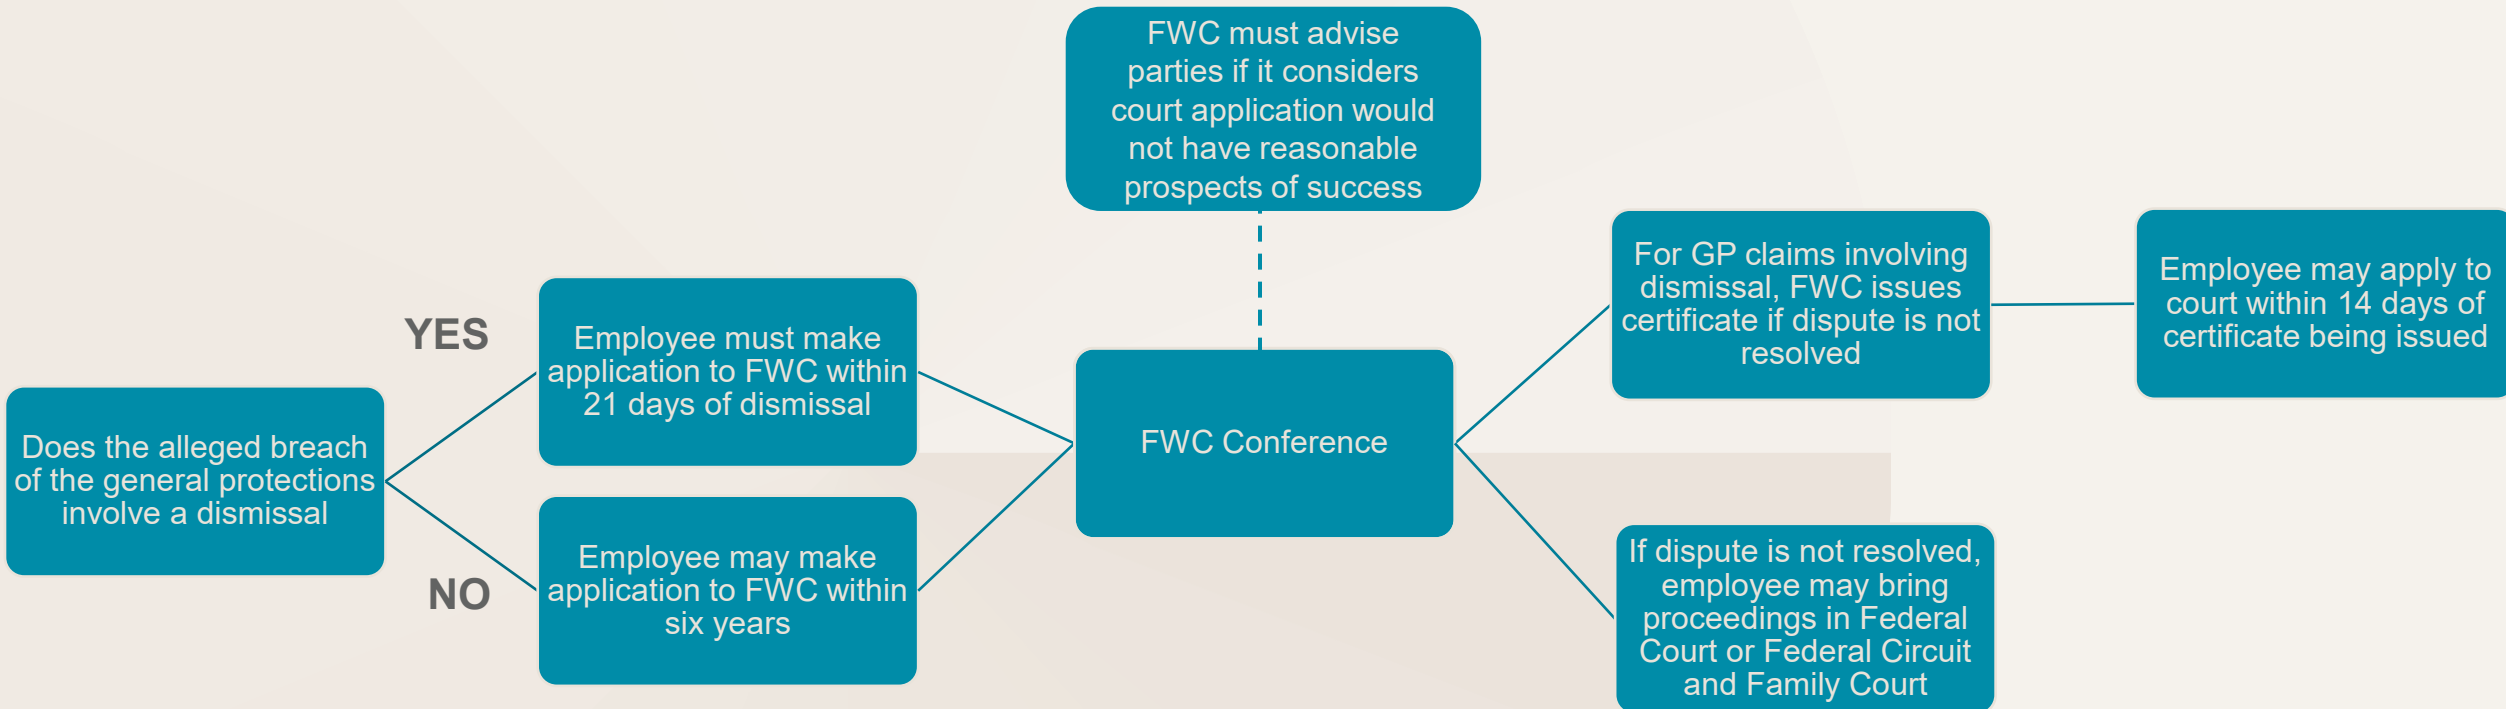 FWC must advise
parties if it considers
court application would
not have reasonable
prospects of success
For GP claims involving
dismissal, FWC issues
certificate if dispute is not
resolved
Employee may apply to
court within 14 days of
certificate being issued
YES
Employee must make
application to FWC within
21 days of dismissal
Does the alleged breach
of the general protections
involve a dismissal
FWC Conference
NO
Employee may make
application to FWC within
six years
If dispute is not resolved,
employee may bring
proceedings in Federal
Court or Federal Circuit
and Family Court